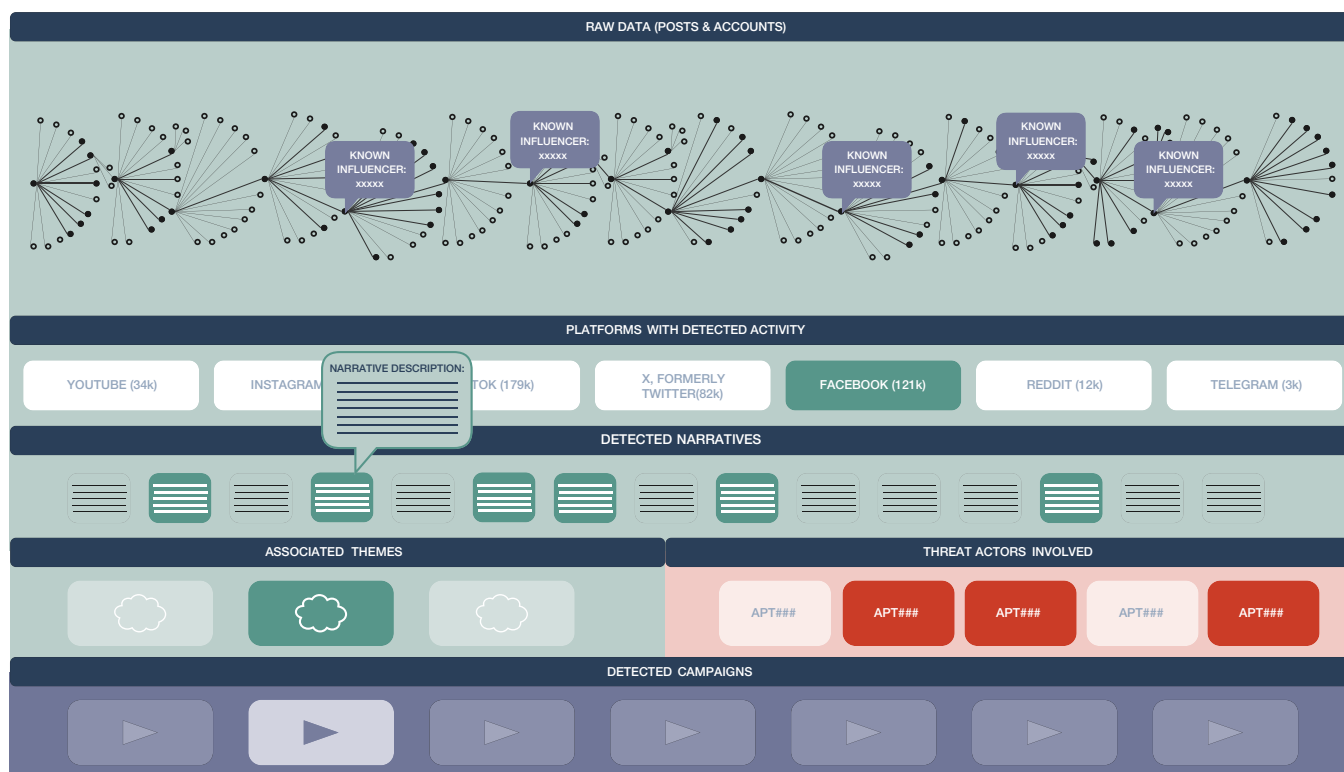 RAW DATA (POSTS & ACCOUNTS)
KNOWN
INFLUENCER:
xxxxx
KNOWN
INFLUENCER:
xxxxx
KNOWN
INFLUENCER:
xxxxx
KNOWN
INFLUENCER:
xxxxx
KNOWN
INFLUENCER:
xxxxx
PLATFORMS WITH DETECTED ACTIVITY
YOUTUBE (34k)
INSTAGRAM
NARRATIVE DESCRIPTION:
TOK (179k)
X, FORMERLY
TWITTER(82k)
FACEBOOK (121k)
REDDIT (12k)
TELEGRAM (3k)
DETECTED NARRATIVES
ASSOCIATED THEMES
THREAT ACTORS INVOLVED
APT###
APT###
APT###
APT###
APT###
DETECTED CAMPAIGNS